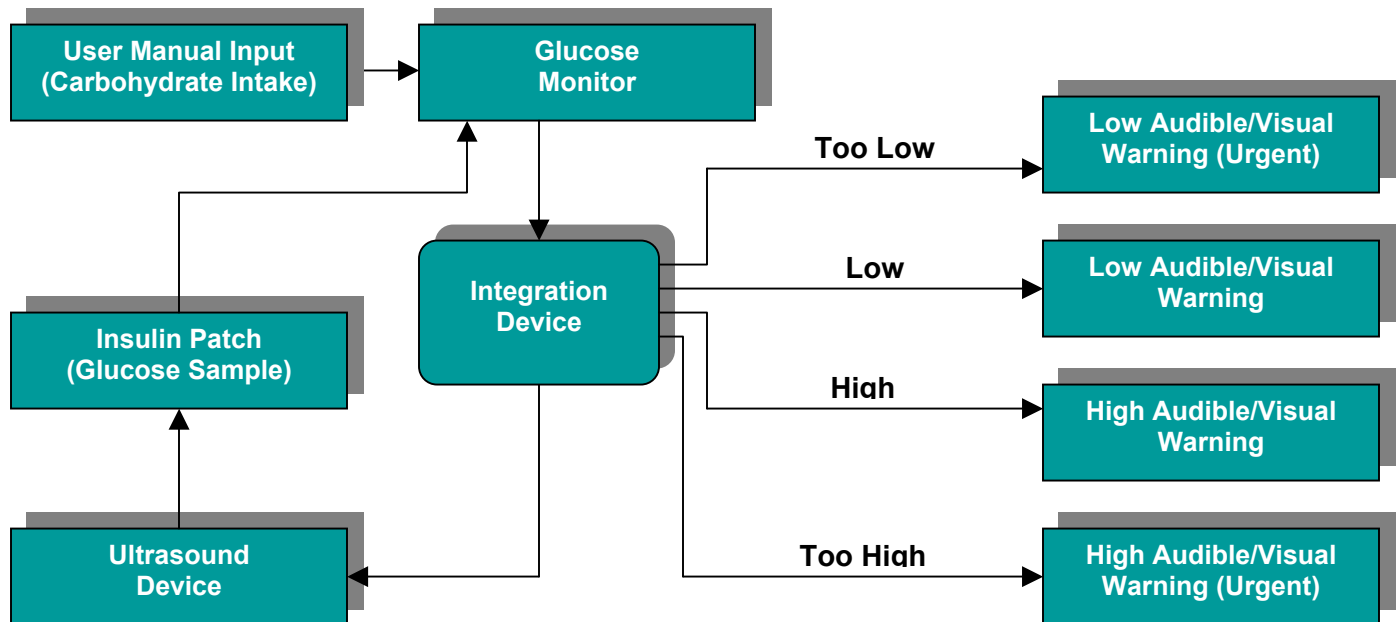 User Manual Input
(Carbohydrate Intake)
Glucose
Monitor
Too Low
Low Audible/Visual
Warning (Urgent)
Low
Low Audible/Visual
Warning
Integration
Device
Insulin Patch
(Glucose Sample)
High
High Audible/Visual
Warning
Ultrasound
Device
Too High
High Audible/Visual
Warning (Urgent)